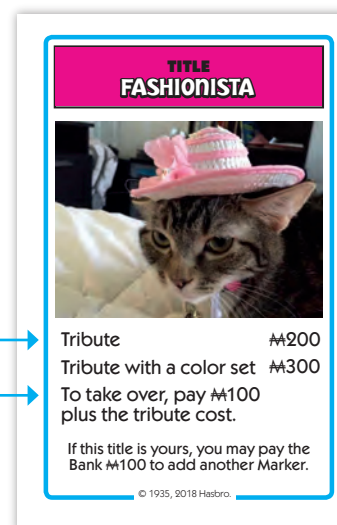 TITLE
FASHIONISTA
Tribute ₩200
Tribute with a color set ₩300
To take over, pay ₩100
plus the tribute cost.
If this title is yours, you may pay the
Bank ₩100 to add another Marker.
© 1935, 2018 Hasbro.